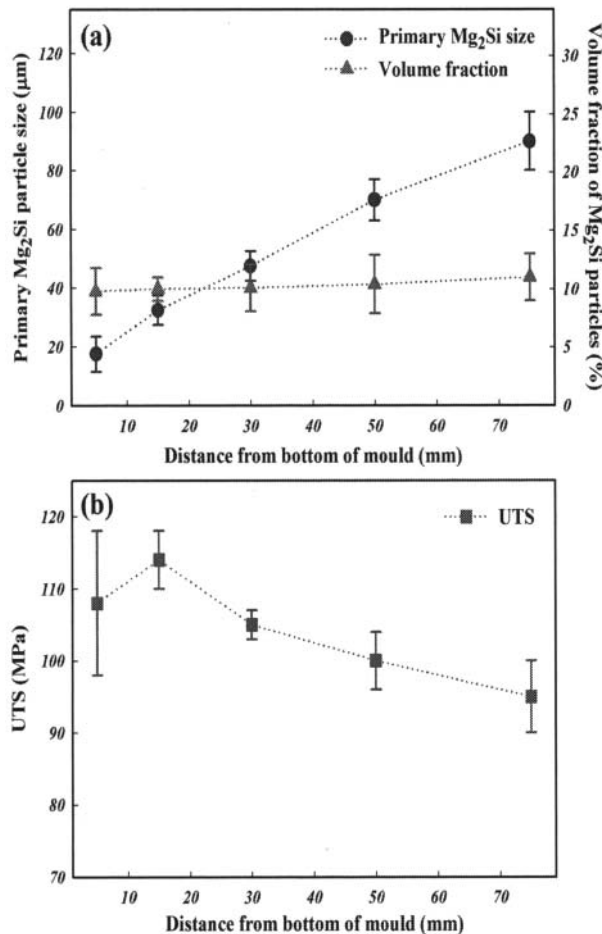 (a)
Primary Mg₂Si size
Volume fraction
Primary Mg₂Si particle size (µm)
120
100
80
60
40
20
0
Volume fraction of Mg₂Si particles (%)
30
25
20
15
10
5
0
10 20 30 40 50 60 70
Distance from bottom of mould (mm)
(b)
UTS
UTS (MPa)
120
110
100
90
80
70
10 20 30 40 50 60 70
Distance from bottom of mould (mm)